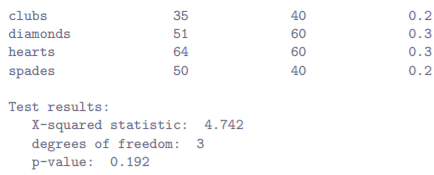 clubs 35 40 0.2
diamonds 51 60 0.3
hearts 64 60 0.3
spades 50 40 0.2
Test results:
X-squared statistic: 4.742
degrees of freedom: 3
p-value: 0.192